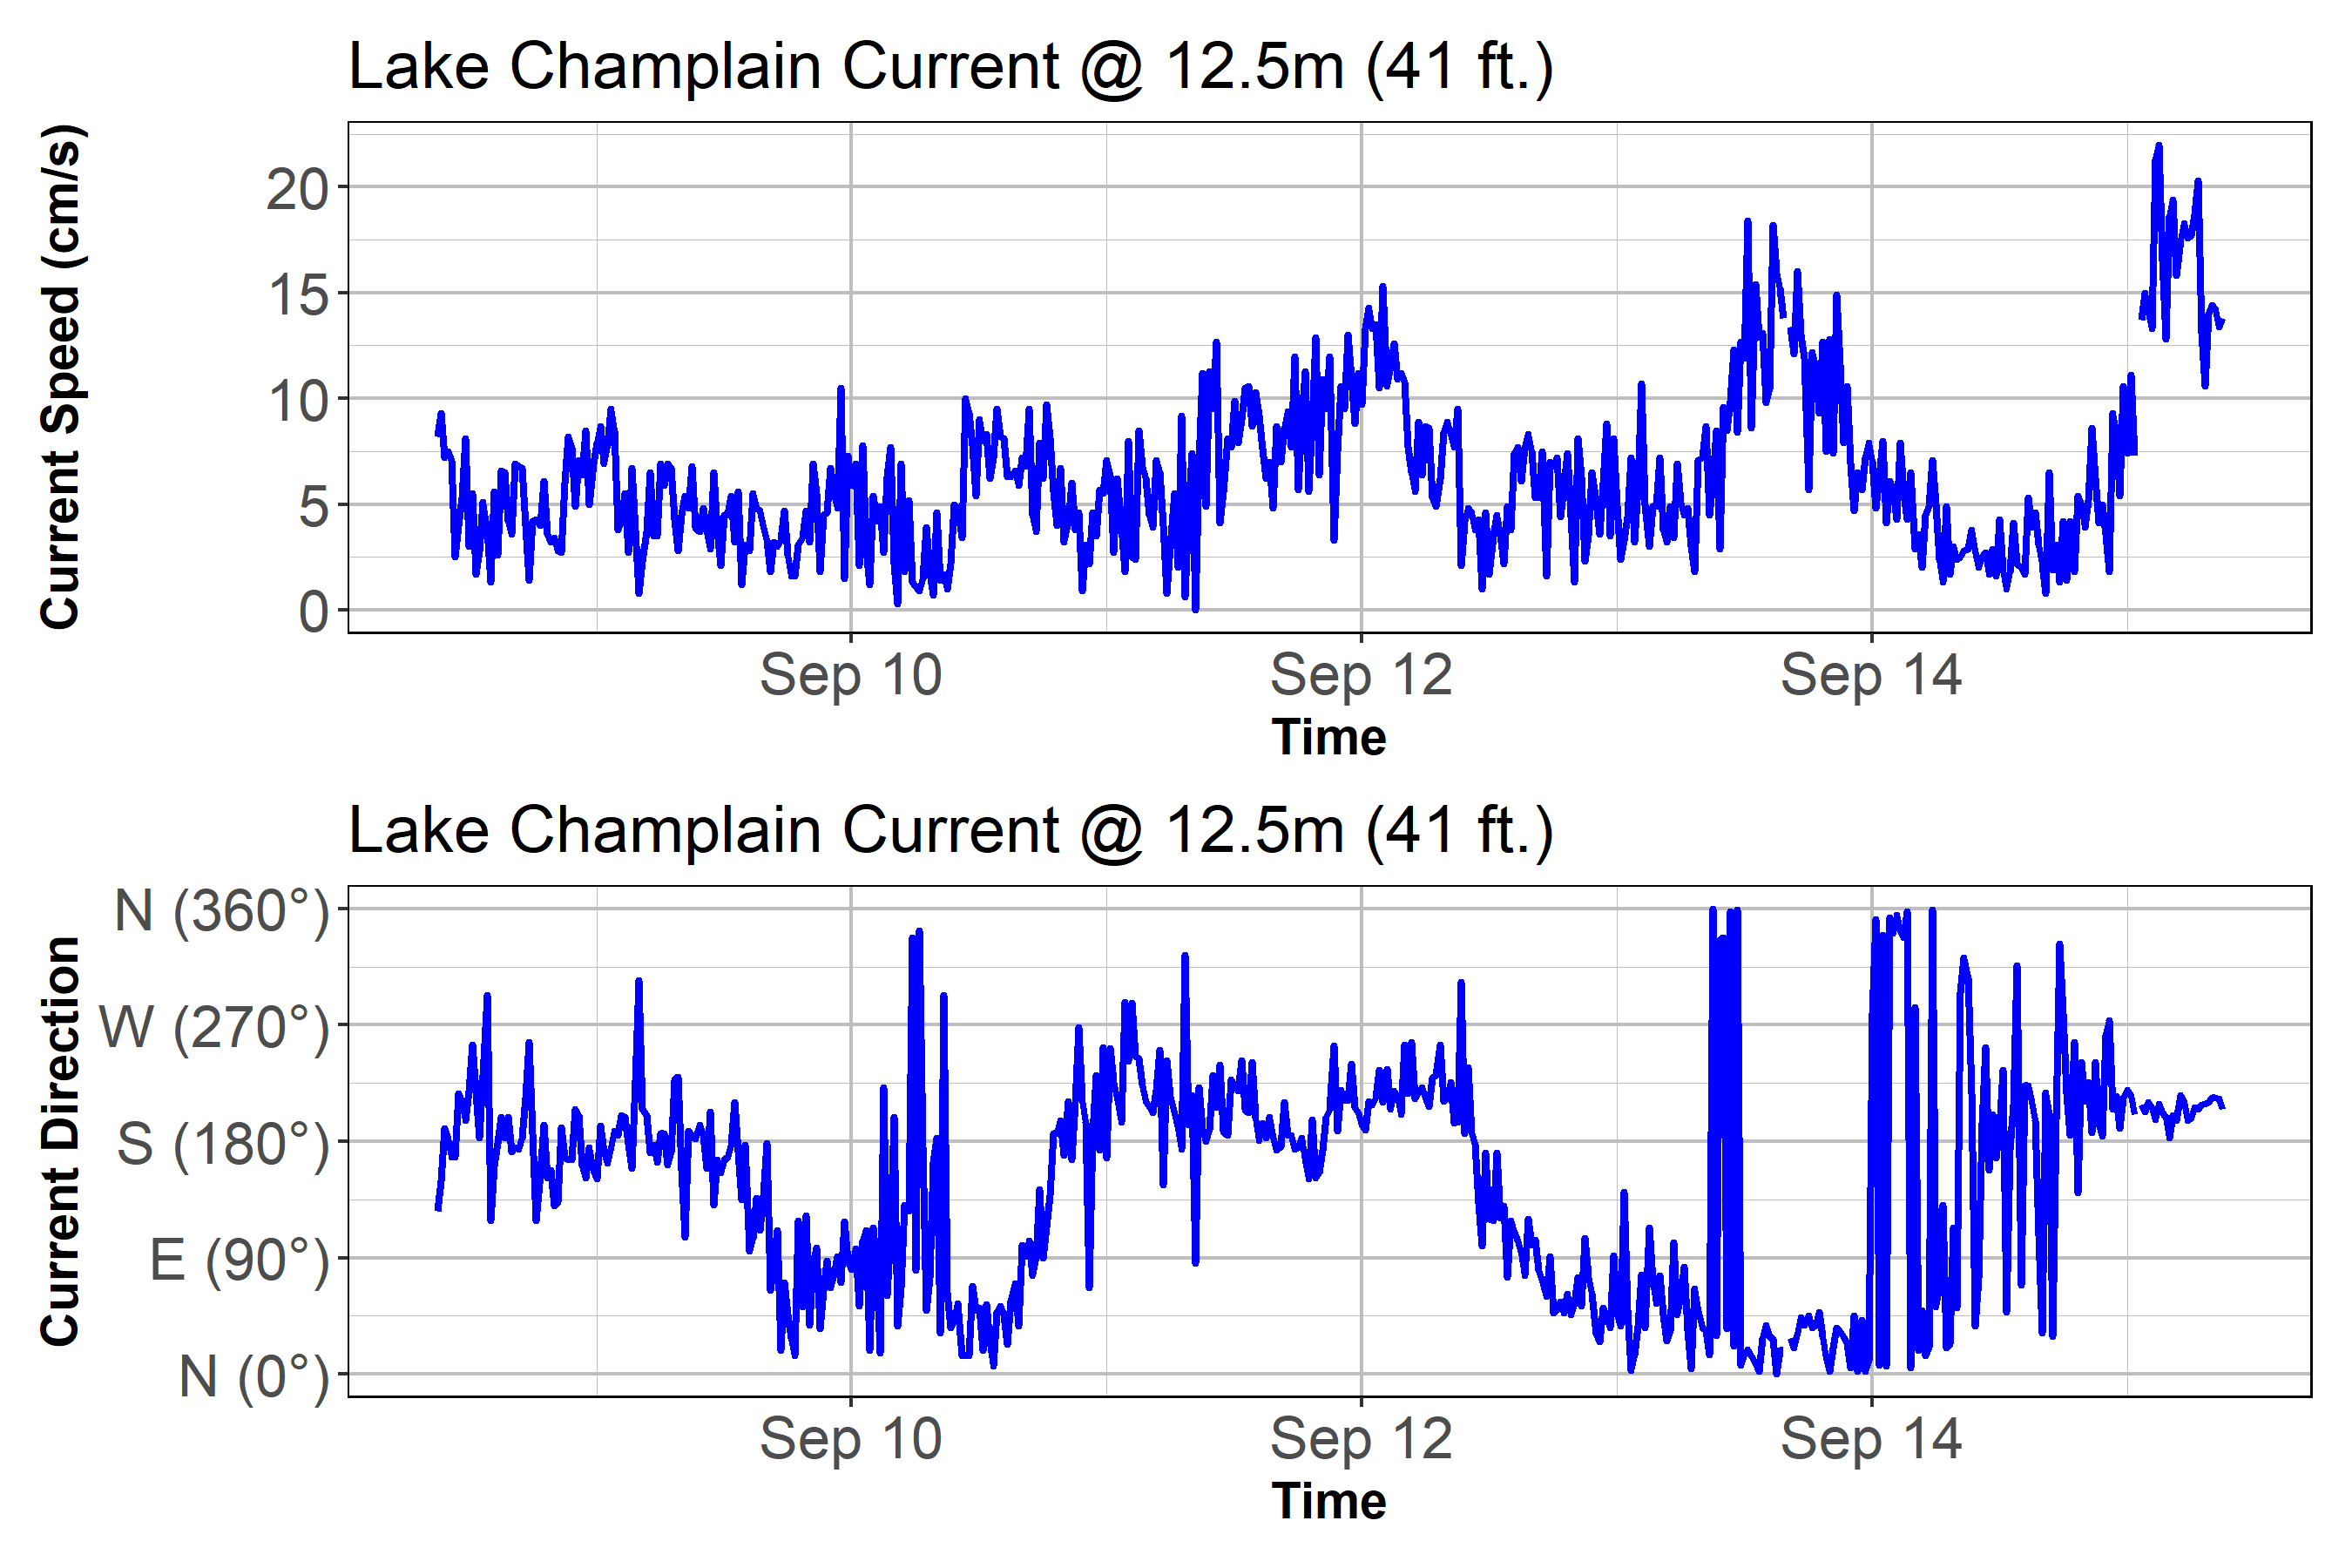 Lake Champlain Current @ 12.5m (41 ft.)
Current Speed (cm/s)
20
15
10
5
0
Sep 10 Sep 12 Sep 14
Time
Lake Champlain Current @ 12.5m (41 ft.)
Current Direction
N (360°)
W (270°)
S (180°)
E (90°)
N (0°)
Sep 10 Sep 12 Sep 14
Time